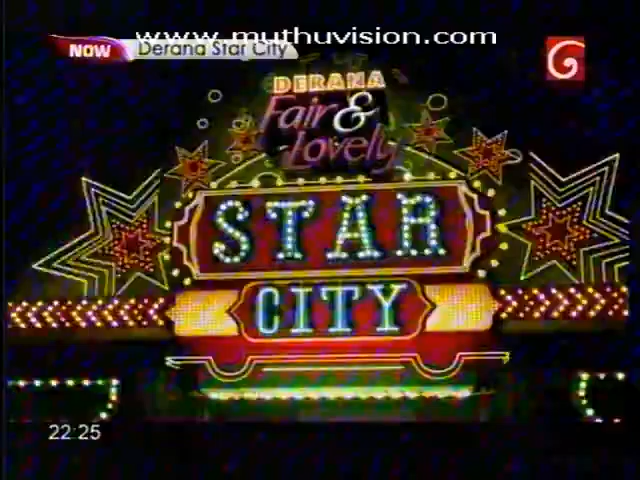 www.muthuvision.com
NOW Derana Star City
DERANA
Fair &
Lovely
STAR
CITY
22:25